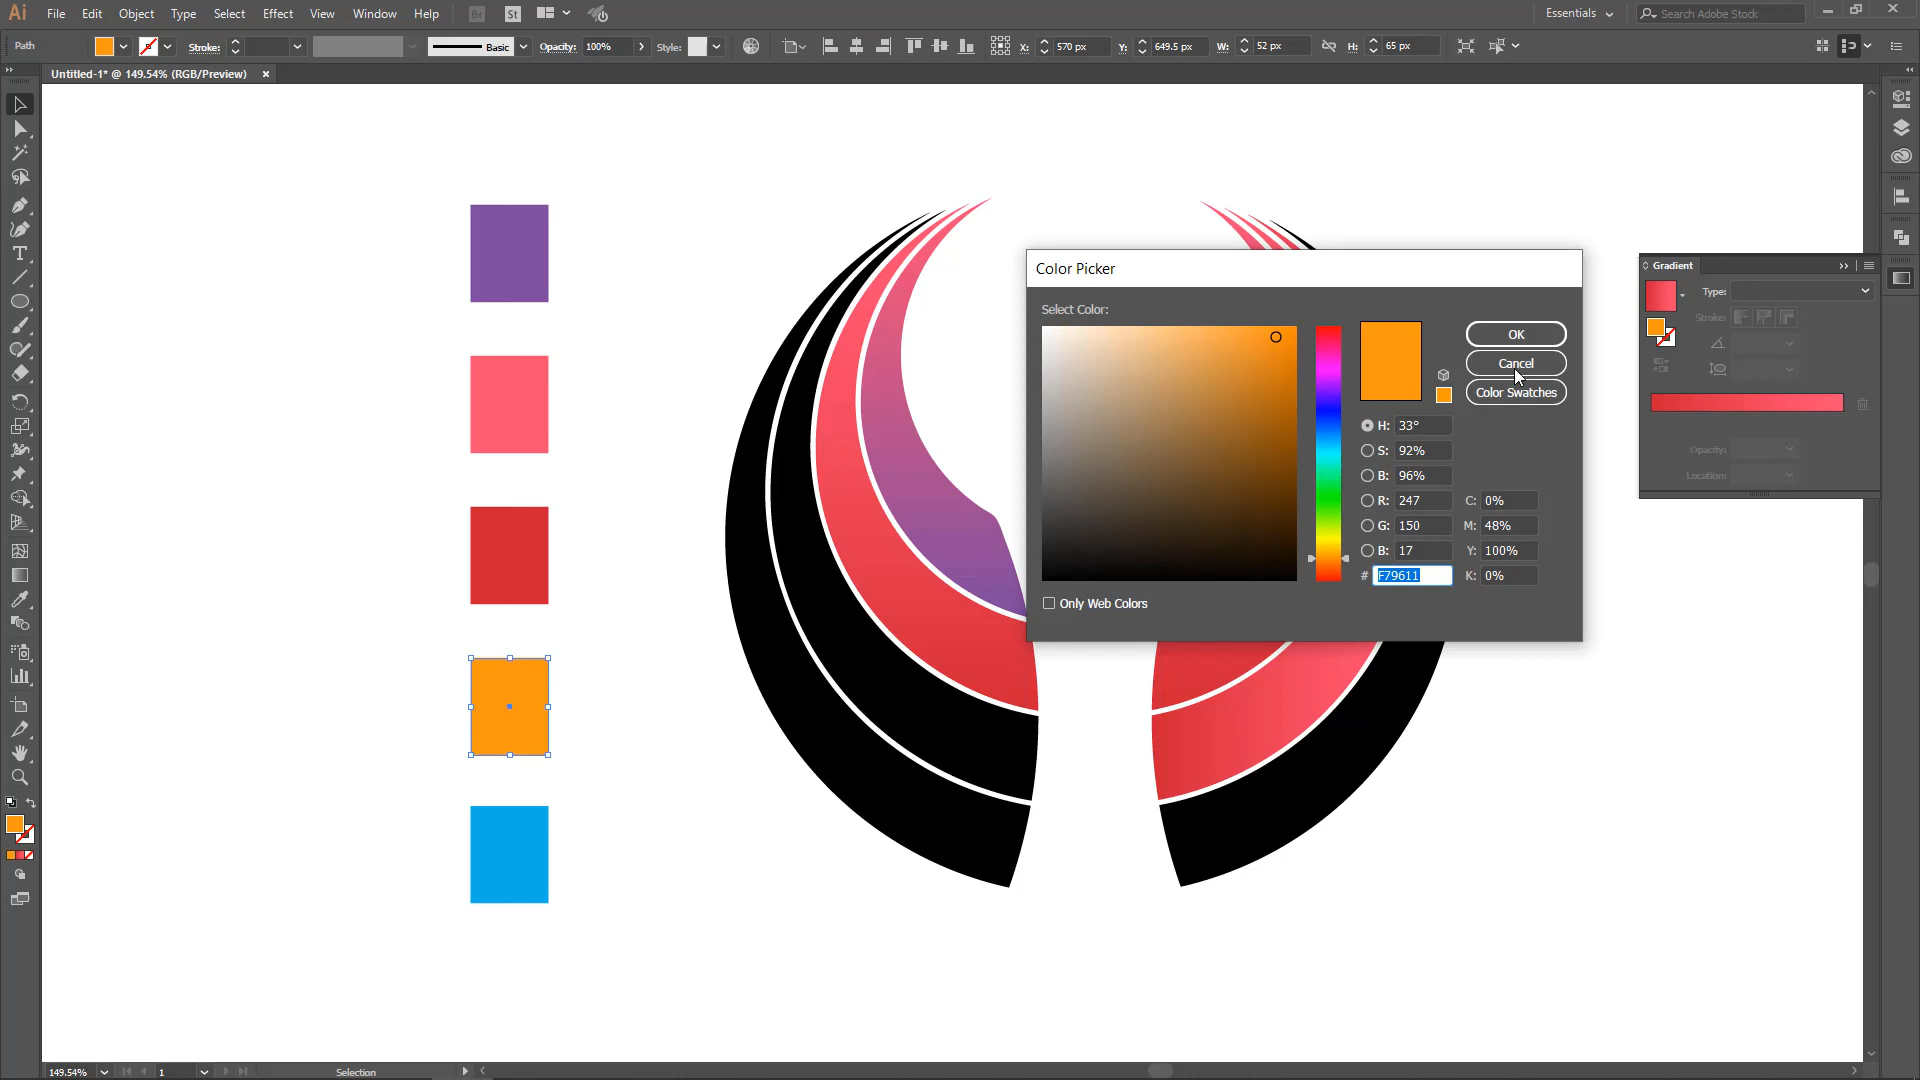 Ai File Edit Object Type Select Effect View Window Help Br St Essentials Search Adobe Stock
Path Stroke: Basic Opacity: 100% Style: X: 570 px Y: 649.5 px W: 52 px H: 65 px
Untitled-1* @ 149.54% (RGB/Preview)
Color Picker
Select Color:
OK
Cancel
Color Swatches
H: 33°
S: 92%
B: 96%
R: 247 C: 0%
G: 150 M: 48%
B: 17 Y: 100%
# F79611 K: 0%
Only Web Colors
Gradient
Type:
Stroke:
Opacity:
Location:
149.54% 1 Selection